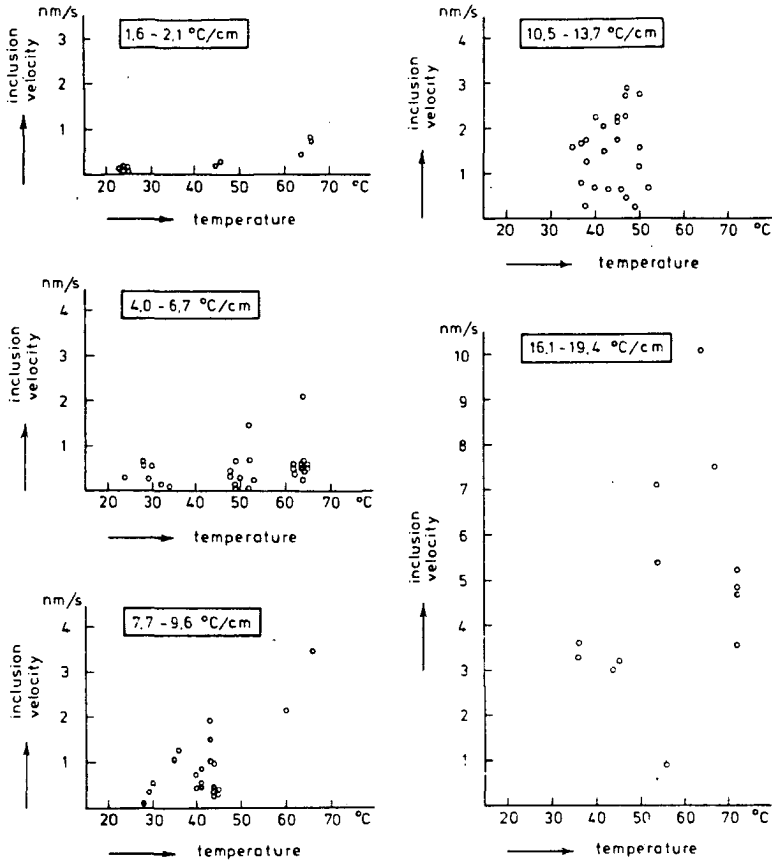 nm/s
1,6 – 2,1 °C/cm
3
2
1
inclusion
velocity
20 30 40 50 60 70 °C
temperature
nm/s
4,0 – 6,7 °C/cm
4
3
2
1
inclusion
velocity
20 30 40 50 60 70 °C
temperature
nm/s
7,7 – 9,6 °C/cm
4
3
2
1
inclusion
velocity
20 30 40 50 60 70 °C
temperature
nm/s
10,5 – 13,7 °C/cm
4
3
2
1
inclusion
velocity
20 30 40 50 60 70 °C
temperature
nm/s
16,1 – 19,4 °C/cm
10
9
8
7
6
5
4
3
2
1
inclusion
velocity
20 30 40 50 60 70 °C
temperature